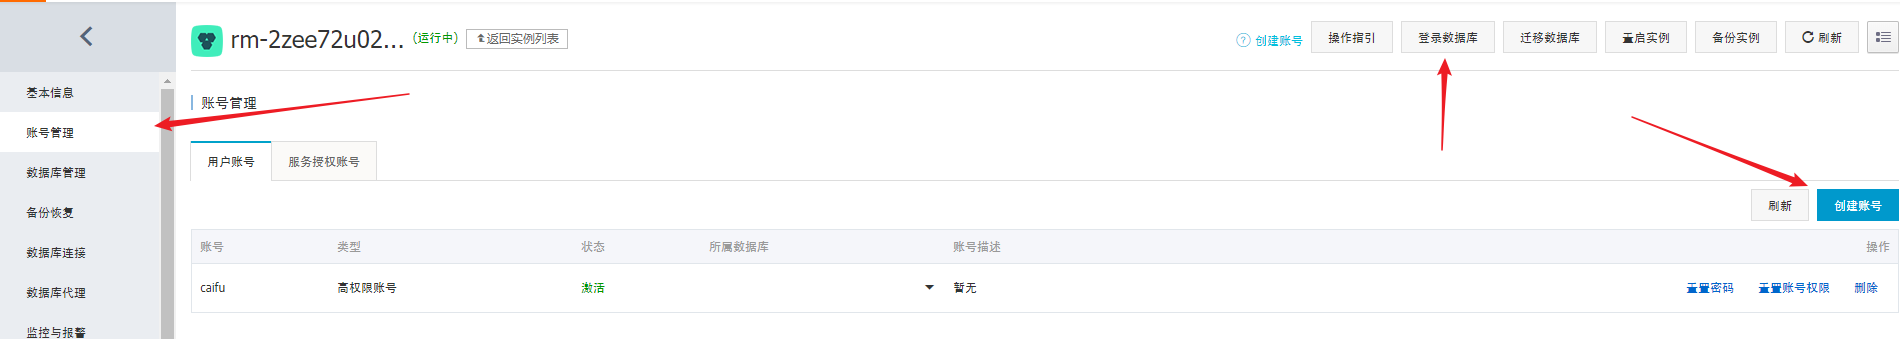 rm-2zee72u02... (运行中) 返回实例列表
? 创建账号 操作指引 登录数据库 迁移数据库 重启实例 备份实例 刷新
基本信息
账号管理
数据库管理
备份恢复
数据库连接
数据库代理
监控与报警
账号管理
用户账号 服务授权账号
刷新 创建账号
账号 类型 状态 所属数据库 账号描述 操作
caifu 高权限账号 激活 暂无 重置密码 重置账号权限 删除